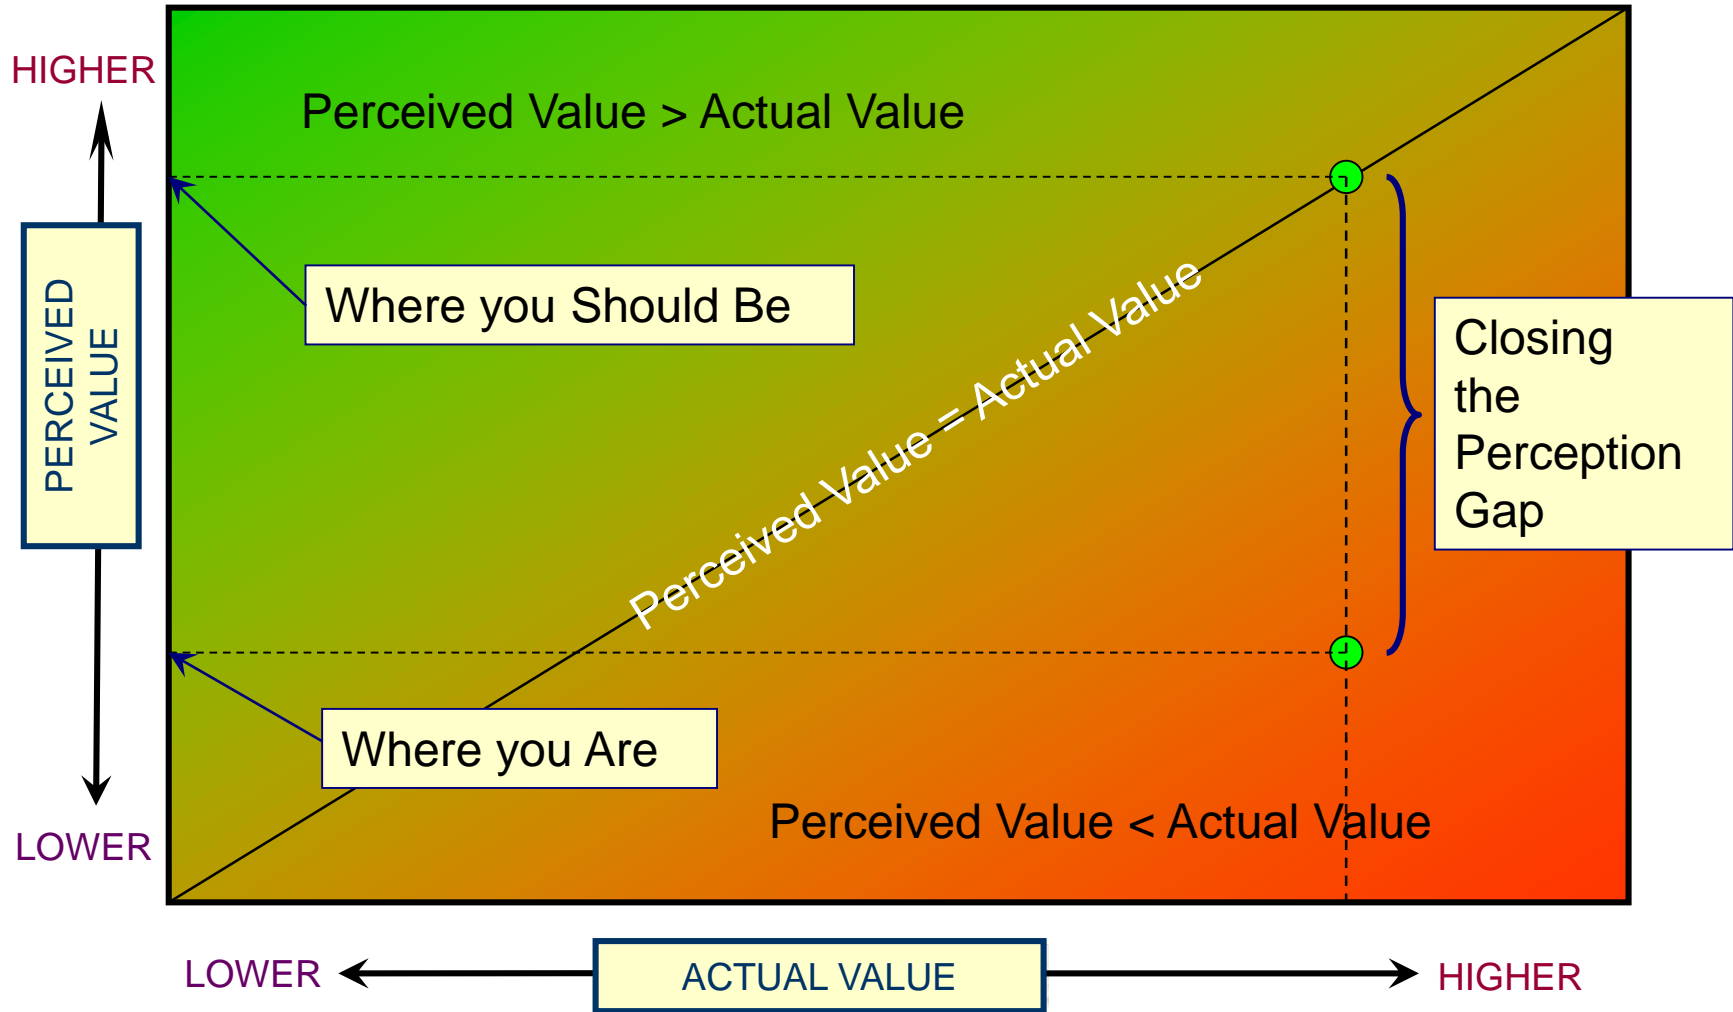 HIGHER
Perceived Value > Actual Value
PERCEIVED
VALUE
Where you Should Be
Perceived Value = Actual Value
Closing
the
Perception
Gap
Where you Are
Perceived Value < Actual Value
LOWER
LOWER
ACTUAL VALUE
HIGHER